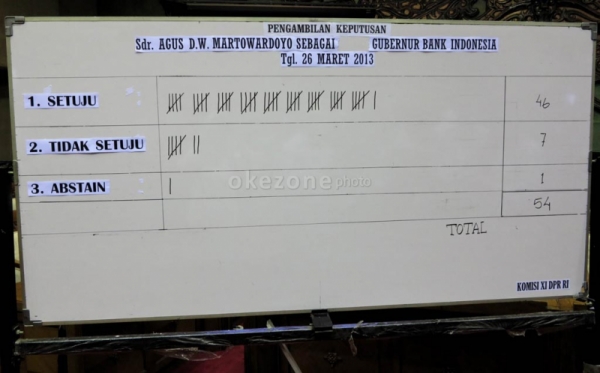 PENGAMBILAN KEPUTUSAN
Sdr. AGUS D.W. MARTOWARDOYO SEBAGAI GUBERNUR BANK INDONESIA
Tgl. 26 MARET 2013
1. SETUJU 46
2. TIDAK SETUJU 7
3. ABSTAIN 1
okezone photo
54
TOTAL
KOMISI XI DPR RI